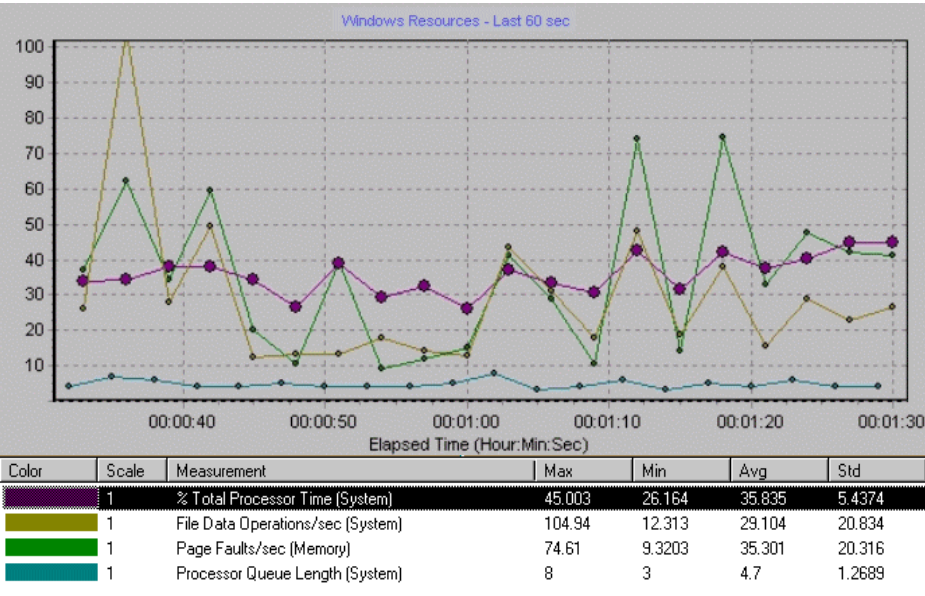 Windows Resources - Last 60 sec
100
90
80
70
60
50
40
30
20
10
00:00:40 00:00:50 00:01:00 00:01:10 00:01:20 00:01:30
Elapsed Time (Hour:Min:Sec)
Color Scale Measurement Max Min Avg Std
1 % Total Processor Time (System) 45.003 26.164 35.835 5.4374
1 File Data Operations/sec (System) 104.94 12.313 29.104 20.834
1 Page Faults/sec (Memory) 74.61 9.3203 35.301 20.316
1 Processor Queue Length (System) 8 3 4.7 1.2689